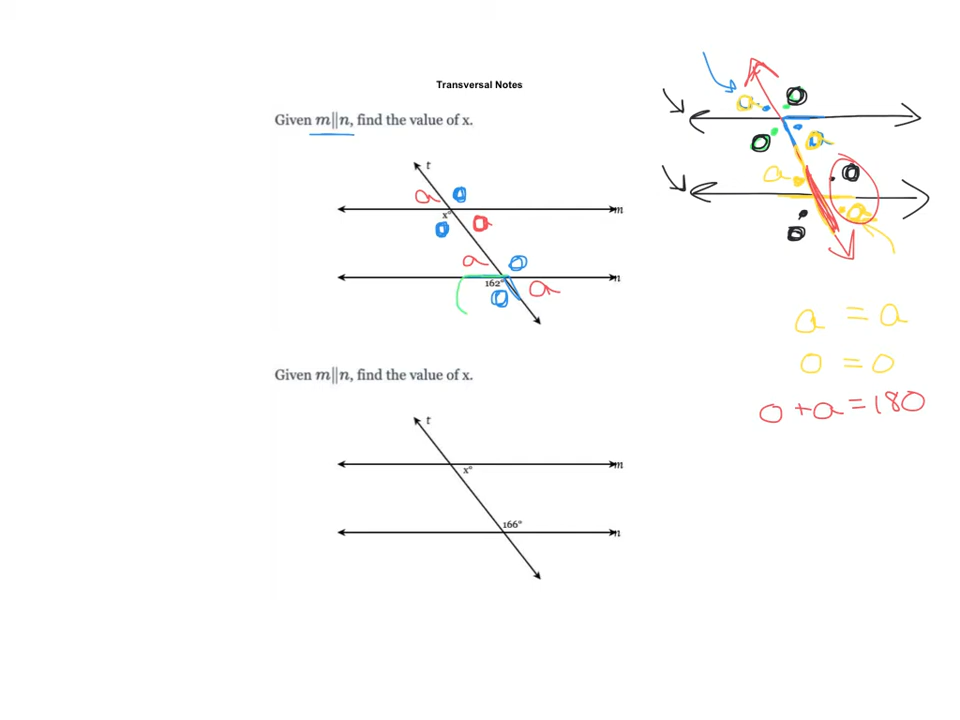 Transversal Notes
Given m||n, find the value of x.
t
a o
m
x°
o a
a o
n
162°
o a
Given m||n, find the value of x.
t
m
x°
166°
n
a o
o a
a o
o a
a = a
o = o
o + a = 180